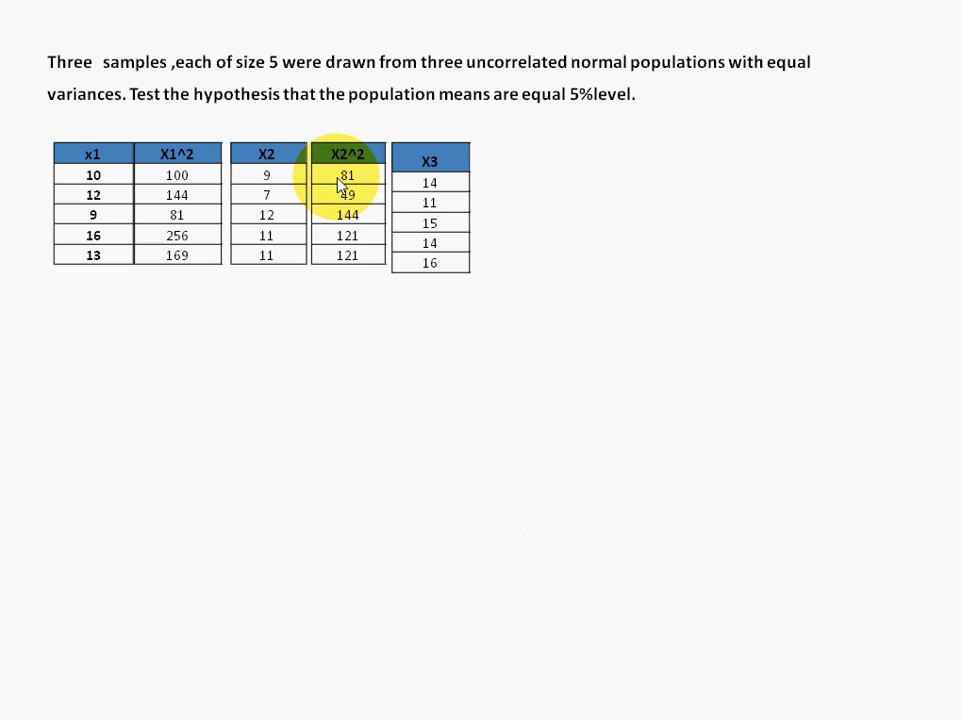 Three samples ,each of size 5 were drawn from three uncorrelated normal populations with equal
variances. Test the hypothesis that the population means are equal 5%level.
x1 X1^2 X2 X2^2 X3
10 100 9 81 14
12 144 7 49 11
9 81 12 144 15
16 256 11 121 14
13 169 11 121 16